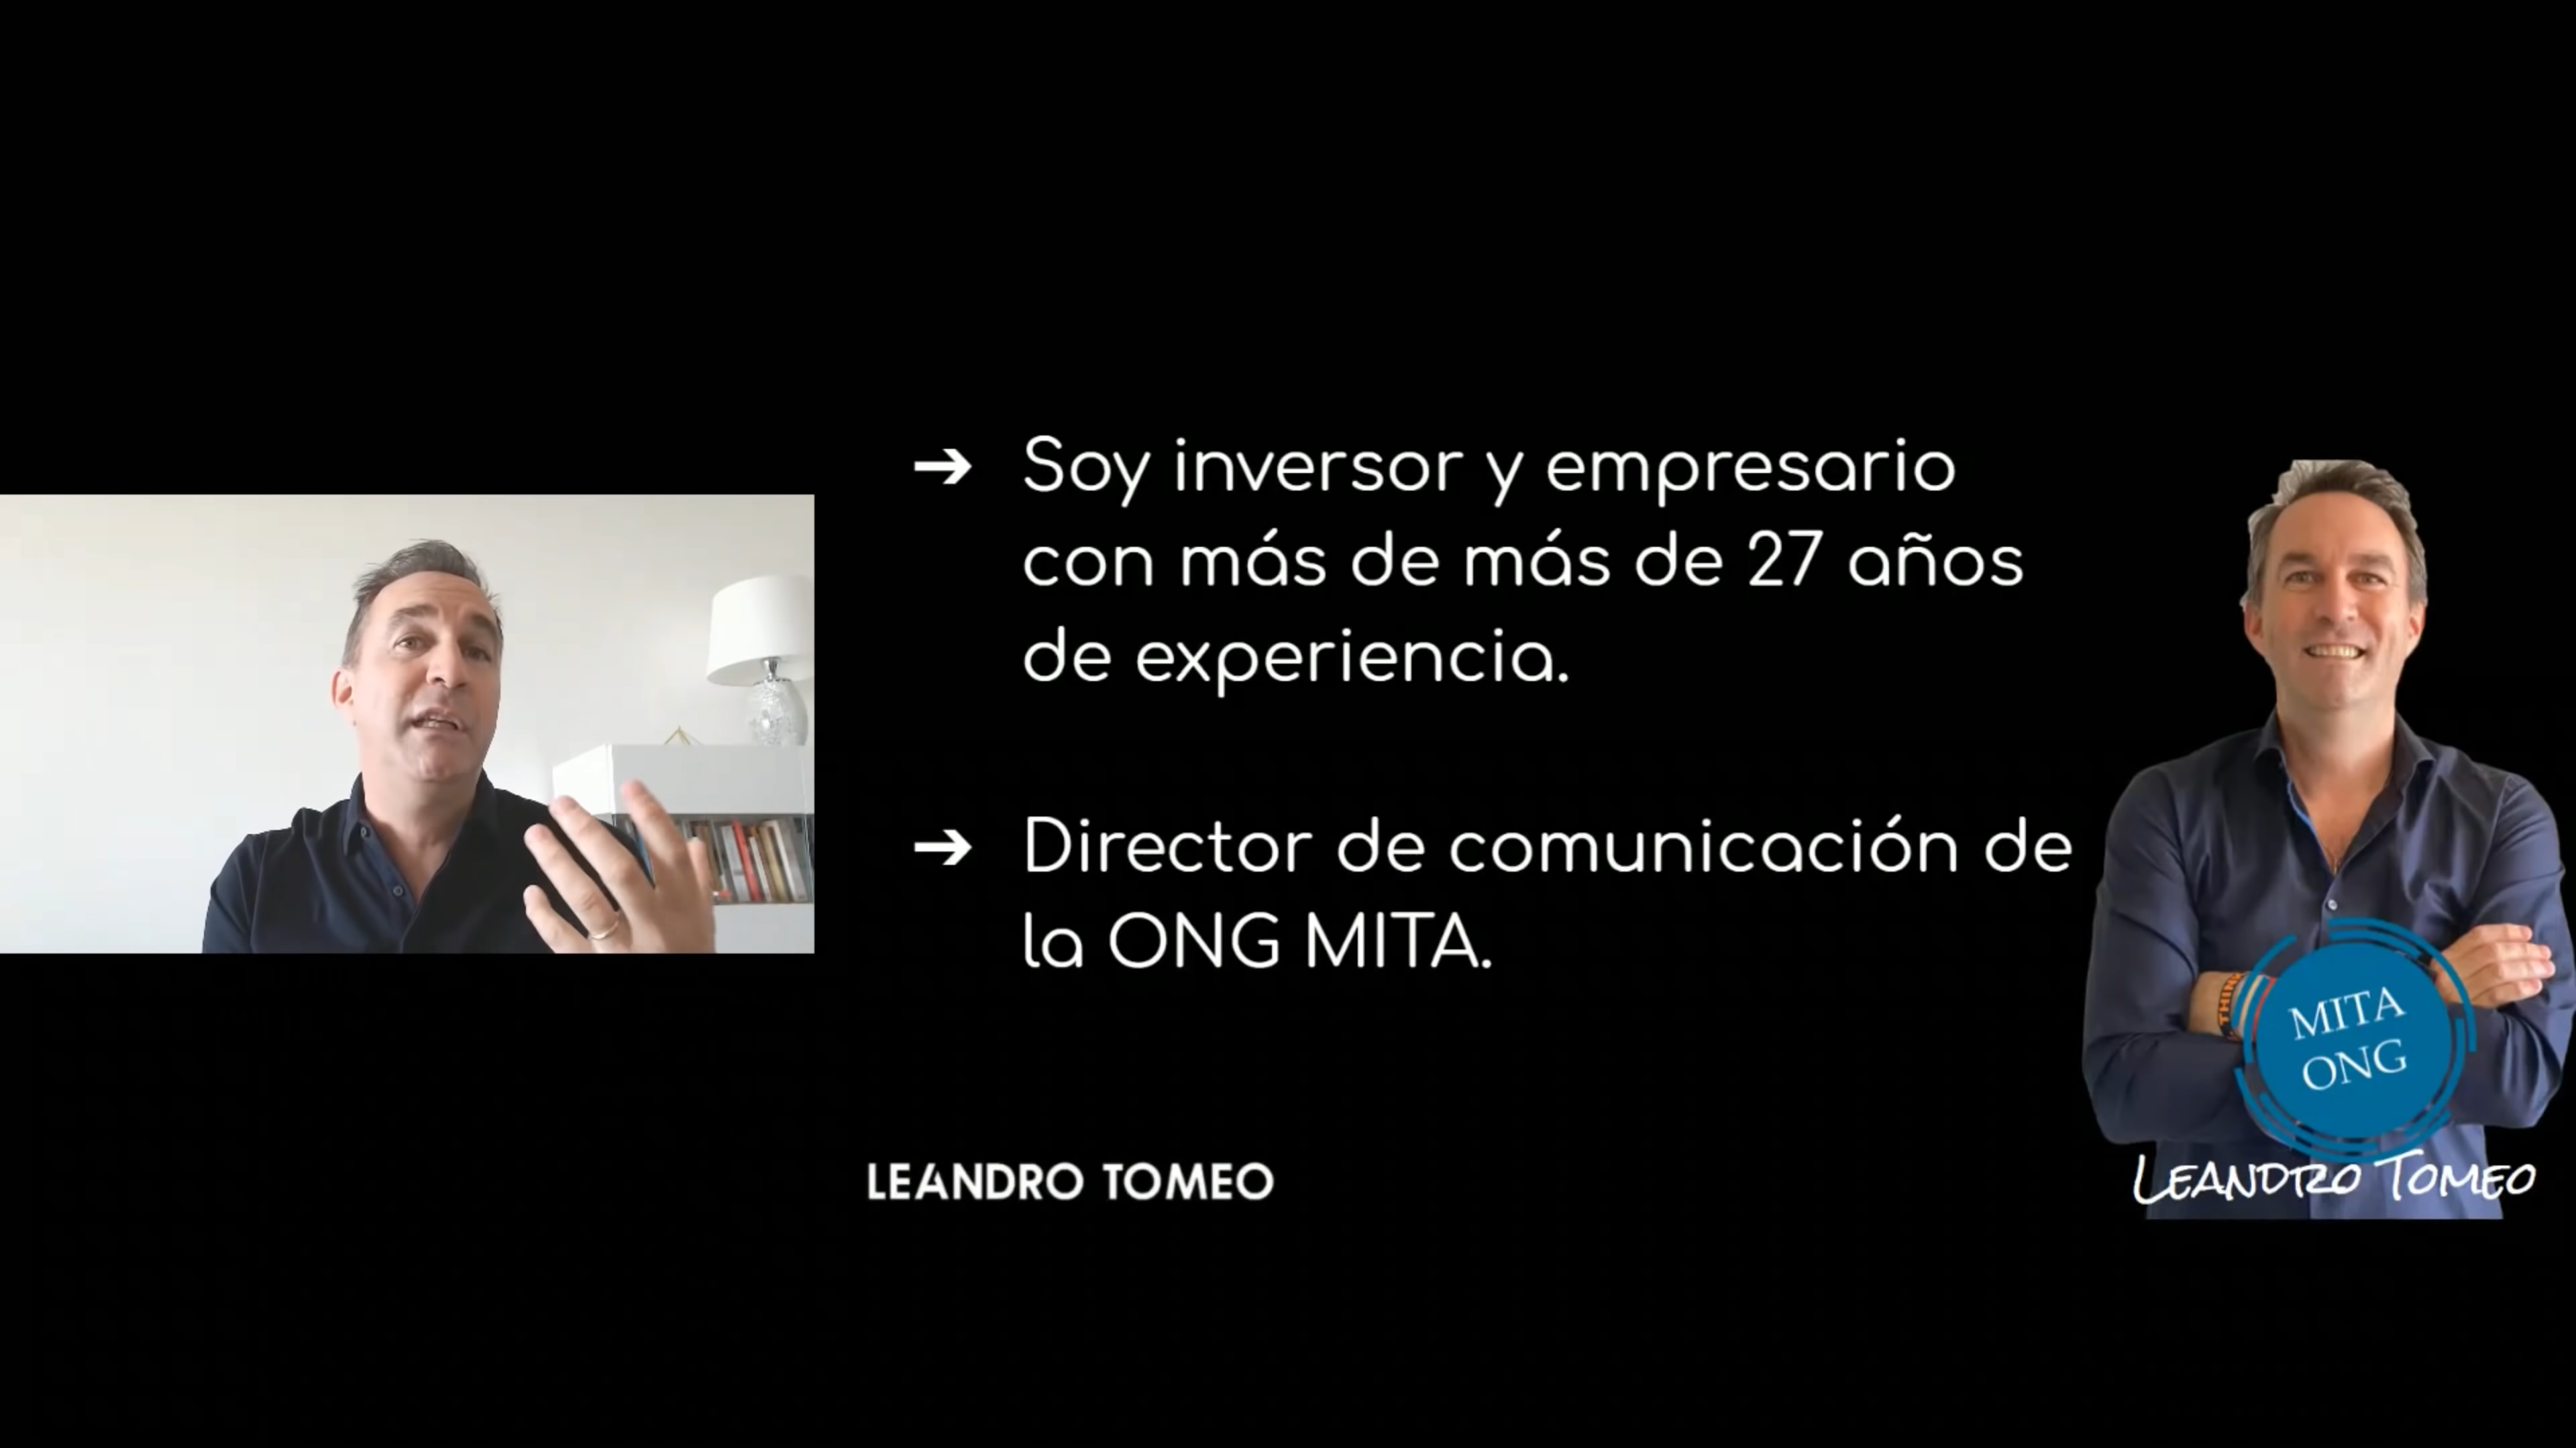 ➔ Soy inversor y empresario
con más de más de 27 años
de experiencia.
➔ Director de comunicación de
la ONG MITA.
LEANDRO TOMEO
THINK
MITA
ONG
LEANDRO TOMEO